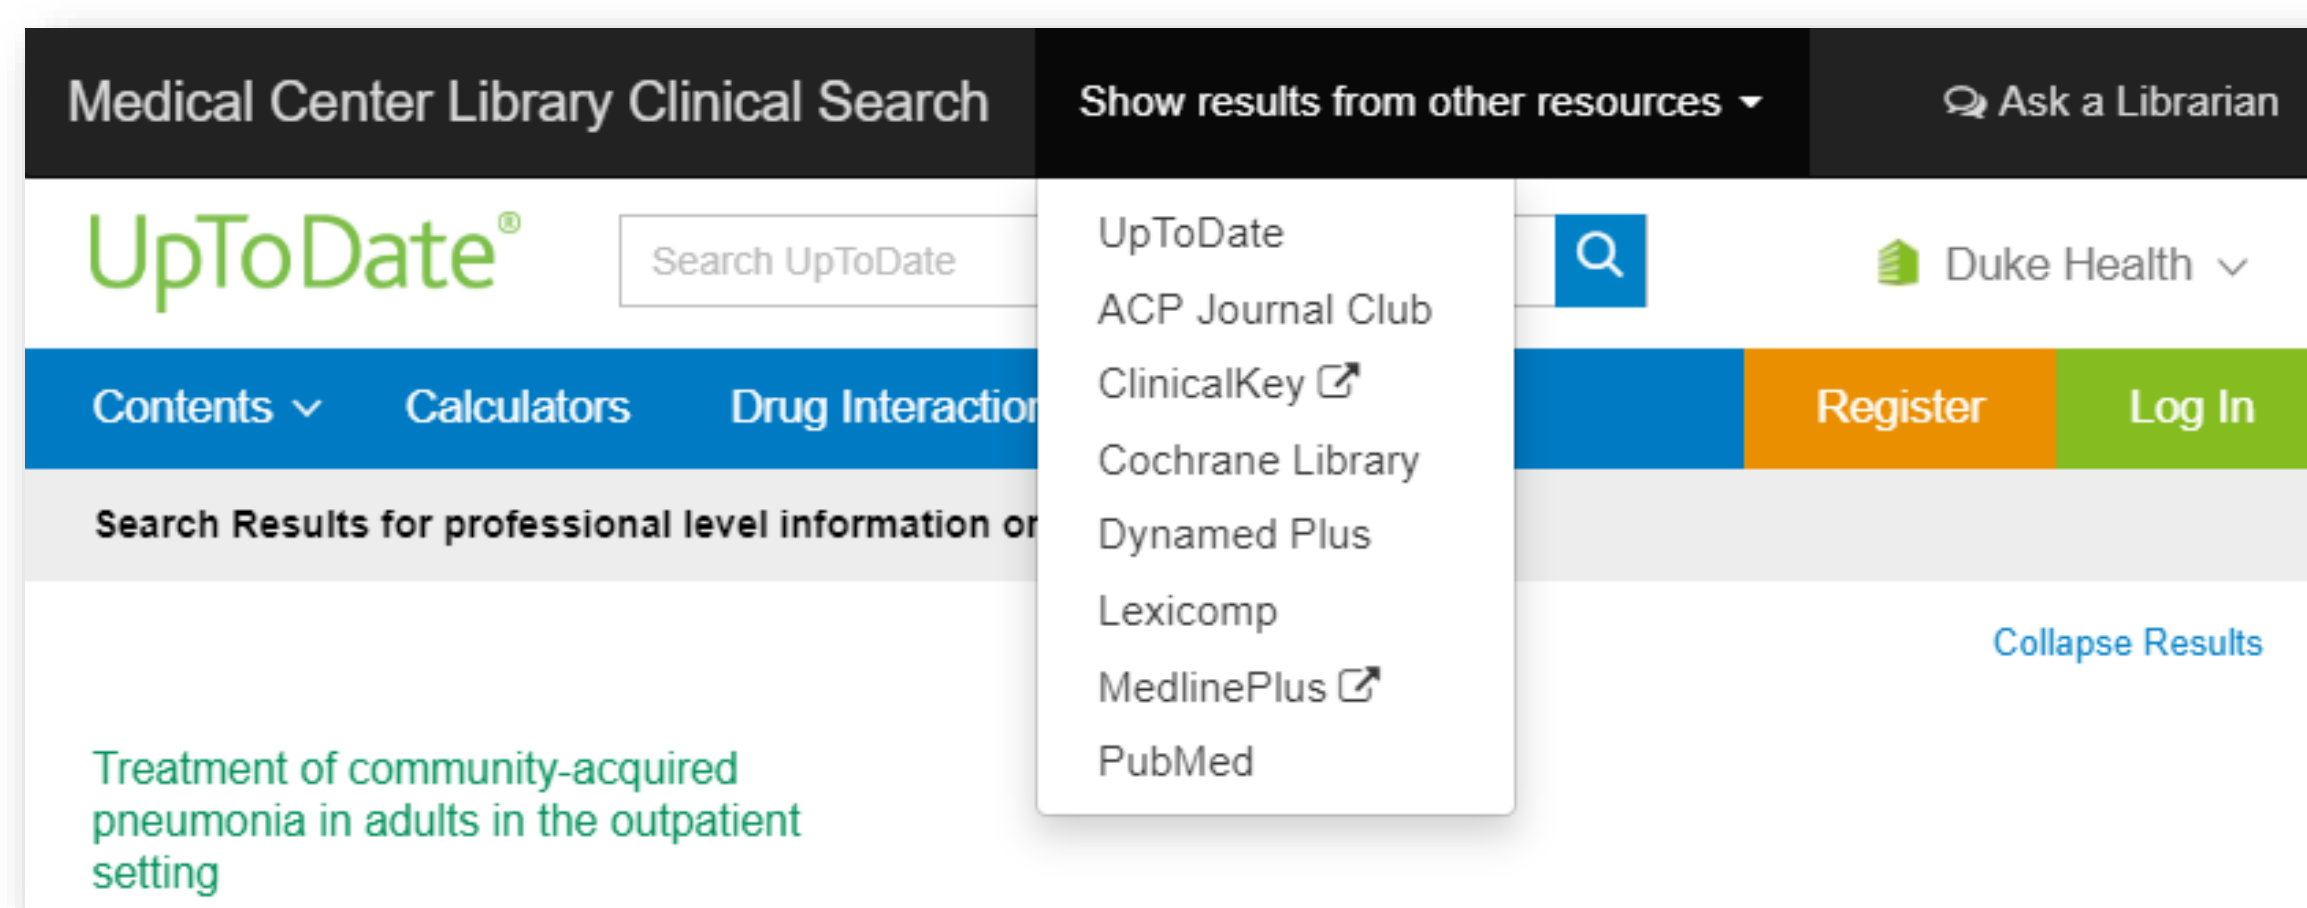 Medical Center Library Clinical Search
Show results from other resources
Ask a Librarian
UpToDate®
Search UpToDate
Duke Health
Contents
Calculators
Drug Interaction
Register
Log In
Search Results for professional level information
UpToDate
ACP Journal Club
ClinicalKey
Cochrane Library
Dynamed Plus
Lexicomp
MedlinePlus
PubMed
Collapse Results
Treatment of community-acquired
pneumonia in adults in the outpatient
setting